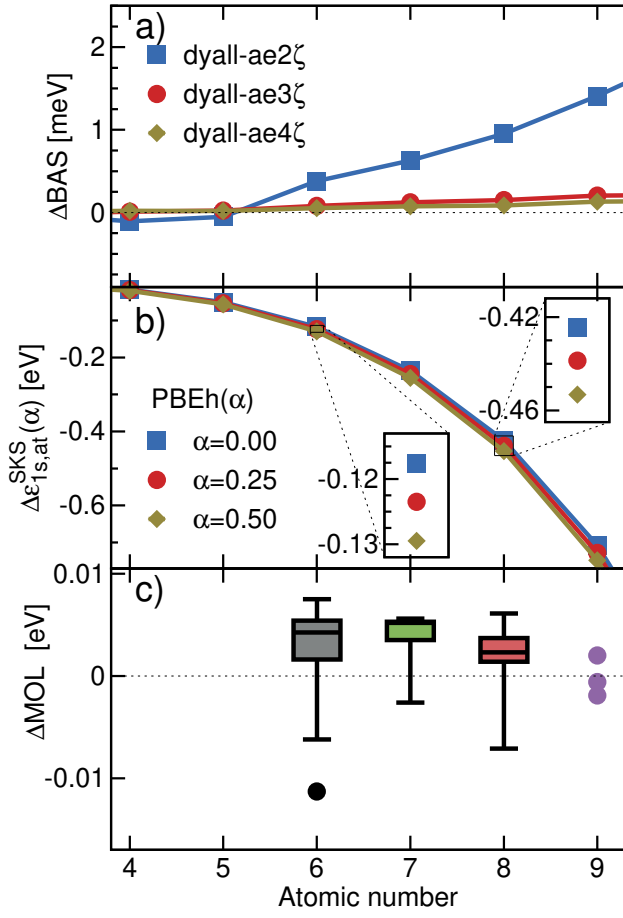 a)
dyall-ae2ζ
dyall-ae3ζ
dyall-ae4ζ
ΔBAS [meV]
2
1
0
b)
PBEh(α)
α=0.00
α=0.25
α=0.50
Δε^SKS_1s,at(α) [eV]
-0.2
-0.4
-0.6
-0.42
-0.46
-0.12
-0.13
c)
ΔMOL [eV]
0.01
0
-0.01
4 5 6 7 8 9
Atomic number